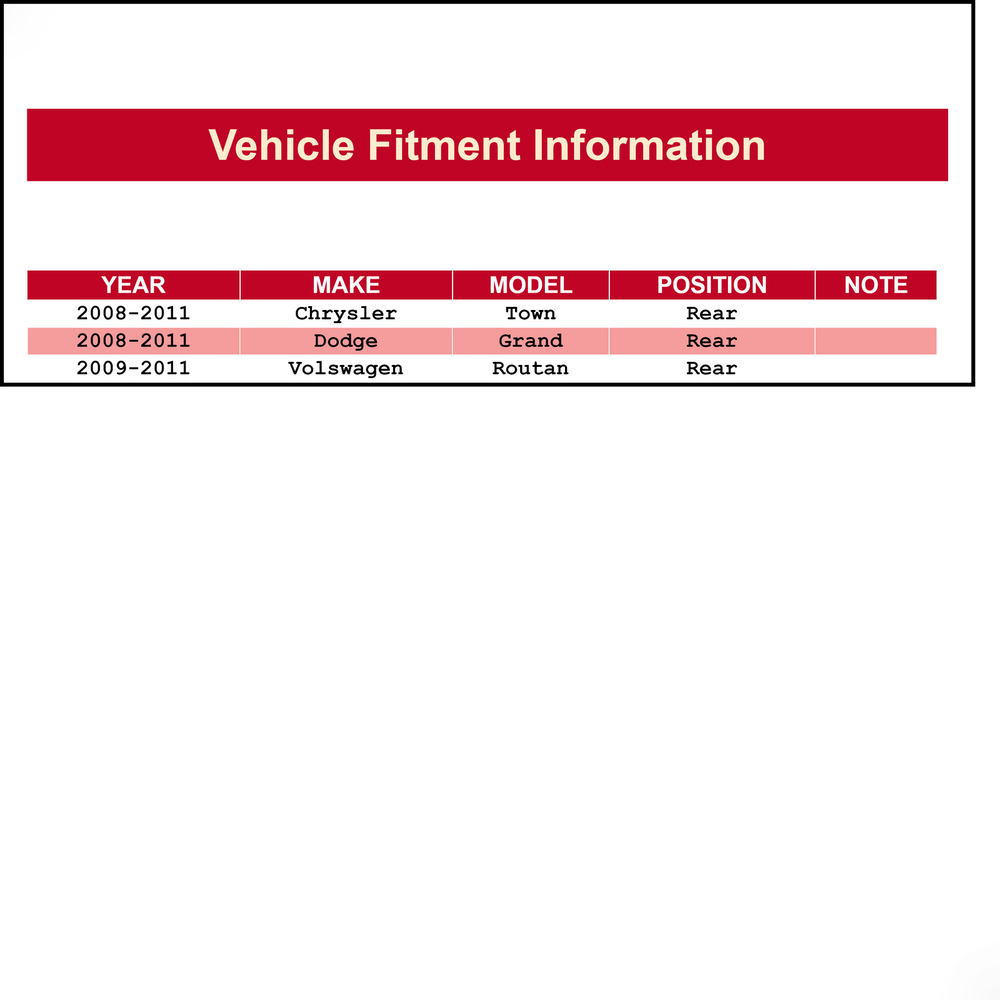 Vehicle Fitment Information
YEAR MAKE MODEL POSITION NOTE
2008-2011 Chrysler Town Rear
2008-2011 Dodge Grand Rear
2009-2011 Volswagen Routan Rear